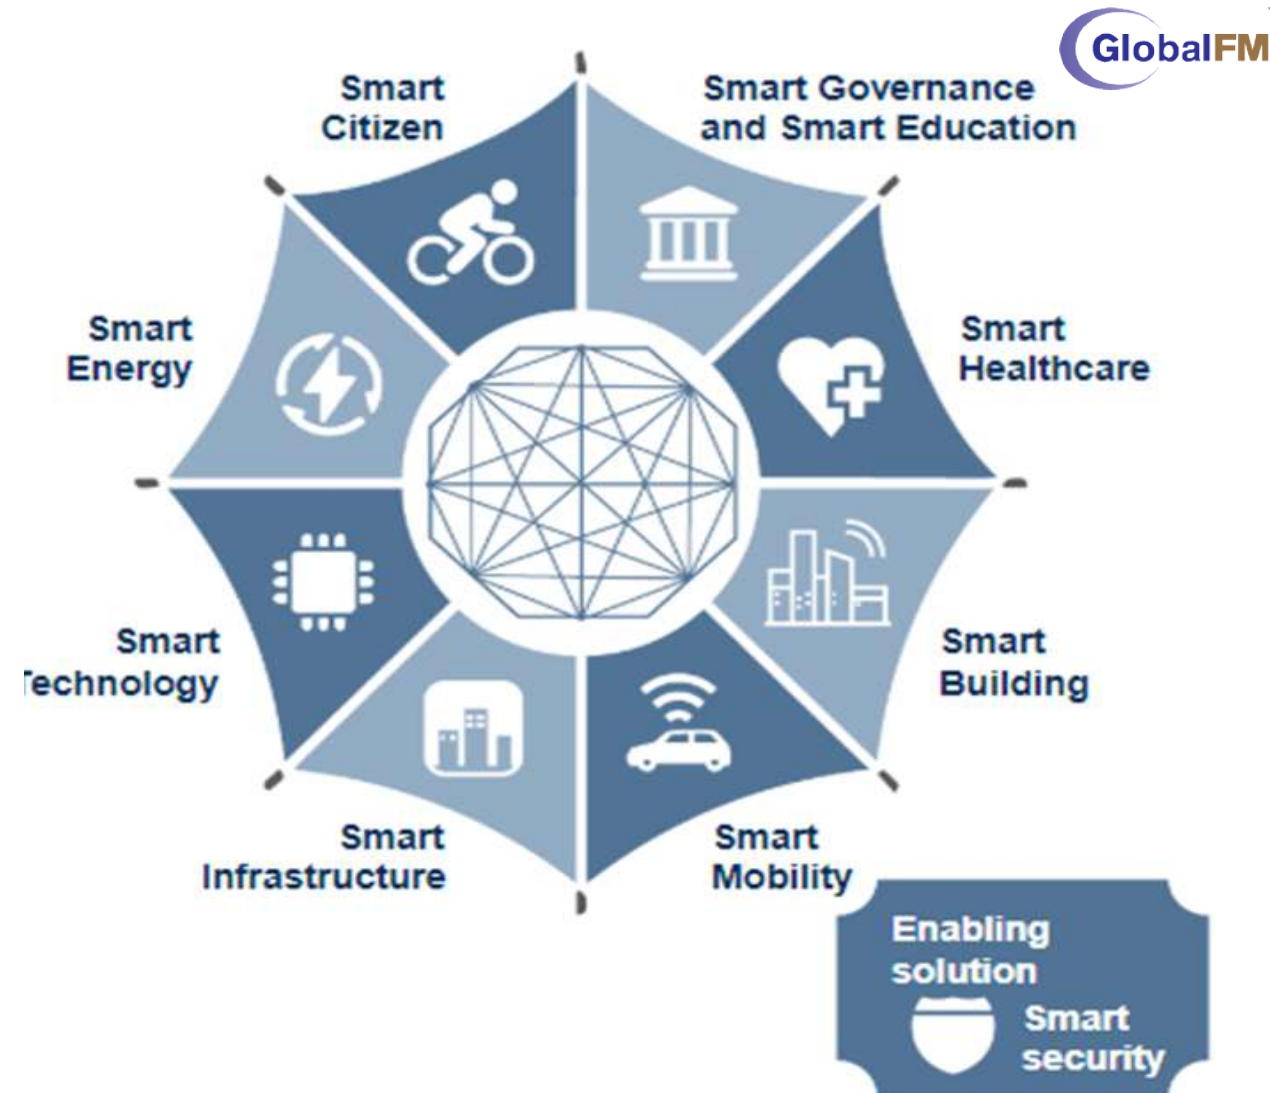 GlobalFM
Smart
Citizen
Smart Governance
and Smart Education
Smart
Energy
Smart
Healthcare
Smart
Technology
Smart
Building
Smart
Infrastructure
Smart
Mobility
Enabling
solution
Smart
security